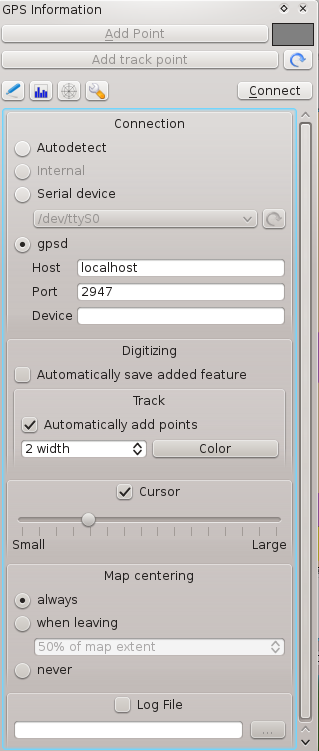 GPS Information
Add Point
Add track point
Connect
Connection
Autodetect
Internal
Serial device
/dev/ttyS0
gpsd
Host localhost
Port 2947
Device
Digitizing
Automatically save added feature
Track
Automatically add points
2 width Color
Cursor
Small Large
Map centering
always
when leaving
50% of map extent
never
Log File
...